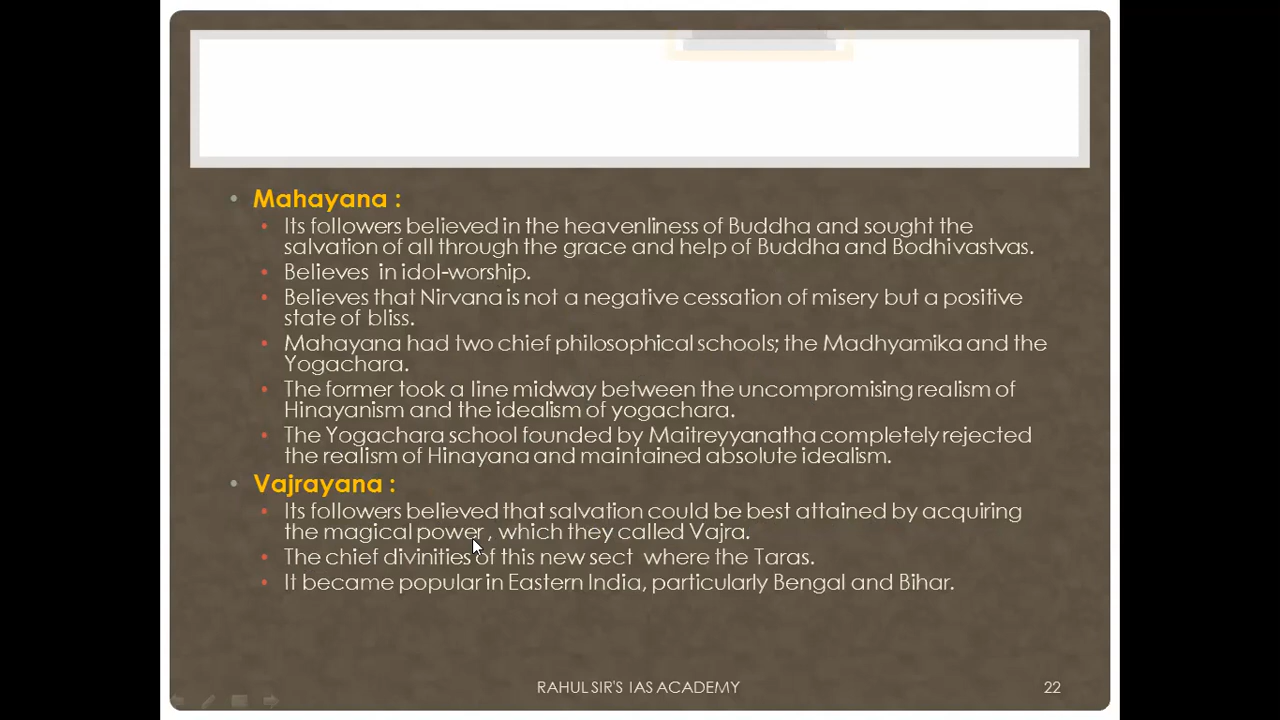 Mahayana :
Its followers believed in the heavenliness of Buddha and sought the
salvation of all through the grace and help of Buddha and Bodhivastvas.
Believes in idol-worship.
Believes that Nirvana is not a negative cessation of misery but a positive
state of bliss.
Mahayana had two chief philosophical schools; the Madhyamika and the
Yogachara.
The former took a line midway between the uncompromising realism of
Hinayanism and the idealism of yogachara.
The Yogachara school founded by Maitreyyanatha completely rejected
the realism of Hinayana and maintained absolute idealism.
Vajrayana :
Its followers believed that salvation could be best attained by acquiring
the magical power , which they called Vajra.
The chief divinities of this new sect where the Taras.
It became popular in Eastern India, particularly Bengal and Bihar.
RAHUL SIR'S IAS ACADEMY
22